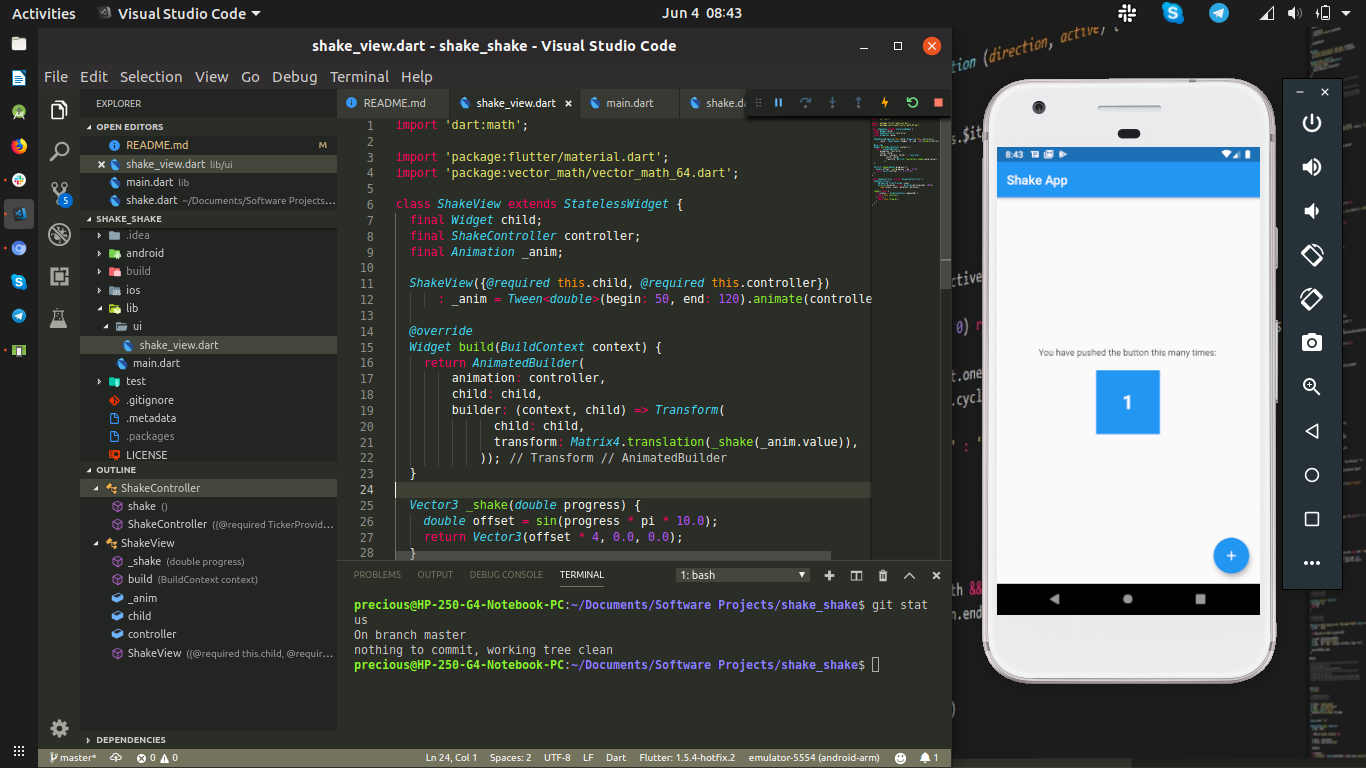 Activities
Visual Studio Code
Jun 4 08:43
shake_view.dart - shake_shake - Visual Studio Code
File Edit Selection View Go Debug Terminal Help
EXPLORER
OPEN EDITORS
README.md M
shake_view.dart lib/ui
main.dart lib
shake.dart ~/Documents/Software Projects...
SHAKE_SHAKE
.idea
android
build
ios
lib
ui
shake_view.dart
main.dart
test
.gitignore
.metadata
.packages
LICENSE
OUTLINE
ShakeController
shake ()
ShakeController ({@required TickerProvid...
ShakeView
_shake (double progress)
build (BuildContext context)
_anim
child
controller
ShakeView ({@required this.child, @requir...
DEPENDENCIES
5
README.md
shake_view.dart
main.dart
shake.da
1 import 'dart:math';
2
3 import 'package:flutter/material.dart';
4 import 'package:vector_math/vector_math_64.dart';
5
6 class ShakeView extends StatelessWidget {
7 final Widget child;
8 final ShakeController controller;
9 final Animation _anim;
10
11 ShakeView({@required this.child, @required this.controller})
12 : _anim = Tween<double>(begin: 50, end: 120).animate(controlle
13
14 @override
15 Widget build(BuildContext context) {
16 return AnimatedBuilder(
17 animation: controller,
18 child: child,
19 builder: (context, child) => Transform(
20 child: child,
21 transform: Matrix4.translation(_shake(_anim.value)),
22 )); // Transform // AnimatedBuilder
23 }
24
25 Vector3 _shake(double progress) {
26 double offset = sin(progress * pi * 10.0);
27 return Vector3(offset * 4, 0.0, 0.0);
28 }
PROBLEMS OUTPUT DEBUG CONSOLE TERMINAL
1: bash
precious@HP-250-G4-Notebook-PC:~/Documents/Software Projects/shake_shake$ git stat
us
On branch master
nothing to commit, working tree clean
precious@HP-250-G4-Notebook-PC:~/Documents/Software Projects/shake_shake$
master* 0 0
Ln 24, Col 1 Spaces: 2 UTF-8 LF Dart Flutter: 1.5.4-hotfix.2 emulator-5554 (android-arm) 1
ction (direction, active) {
s.$it
active
0) r
t.one
.cycl
th &&
n.end
8:43
Shake App
You have pushed the button this many times:
1
+